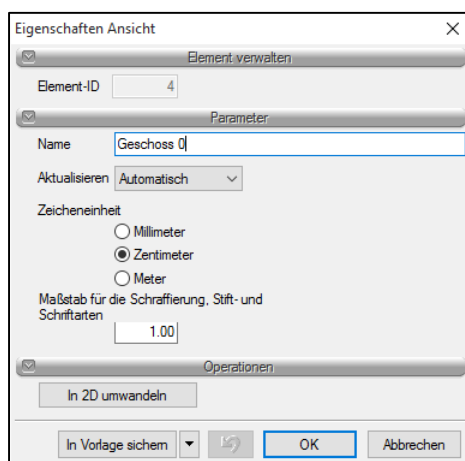 Eigenschaften Ansicht
Element verwalten
Element-ID 4
Parameter
Name Geschoss 0
Aktualisieren Automatisch
Zeicheneinheit
Millimeter
Zentimeter
Meter
Maßstab für die Schraffierung, Stift- und
Schriftarten
1.00
Operationen
In 2D umwandeln
In Vorlage sichern OK Abbrechen